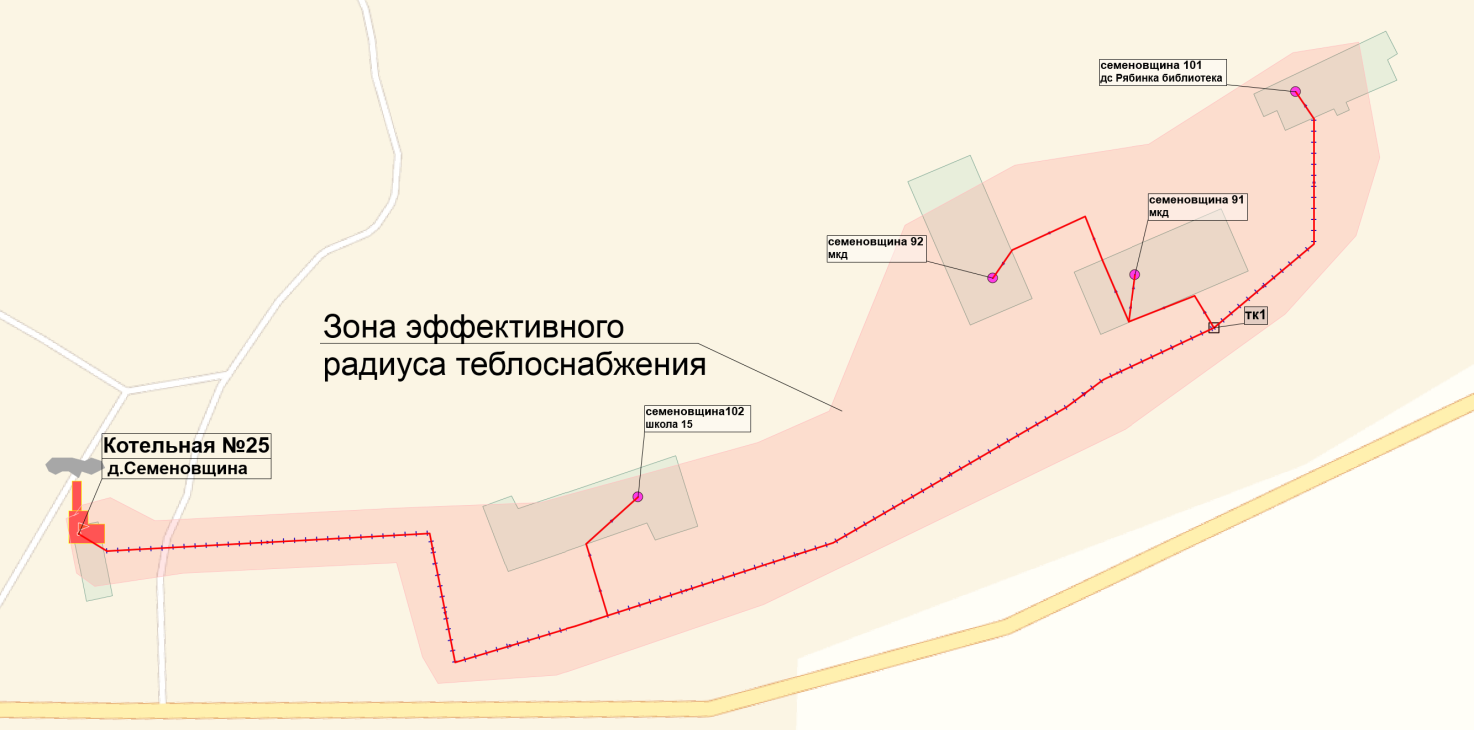 семеновщина 101
дс Рябинка библиотека
семеновщина 91
мкд
семеновщина 92
мкд
тк1
Зона эффективного
радиуса теблоснабжения
семеновщина102
школа 15
Котельная №25
д.Семеновщина